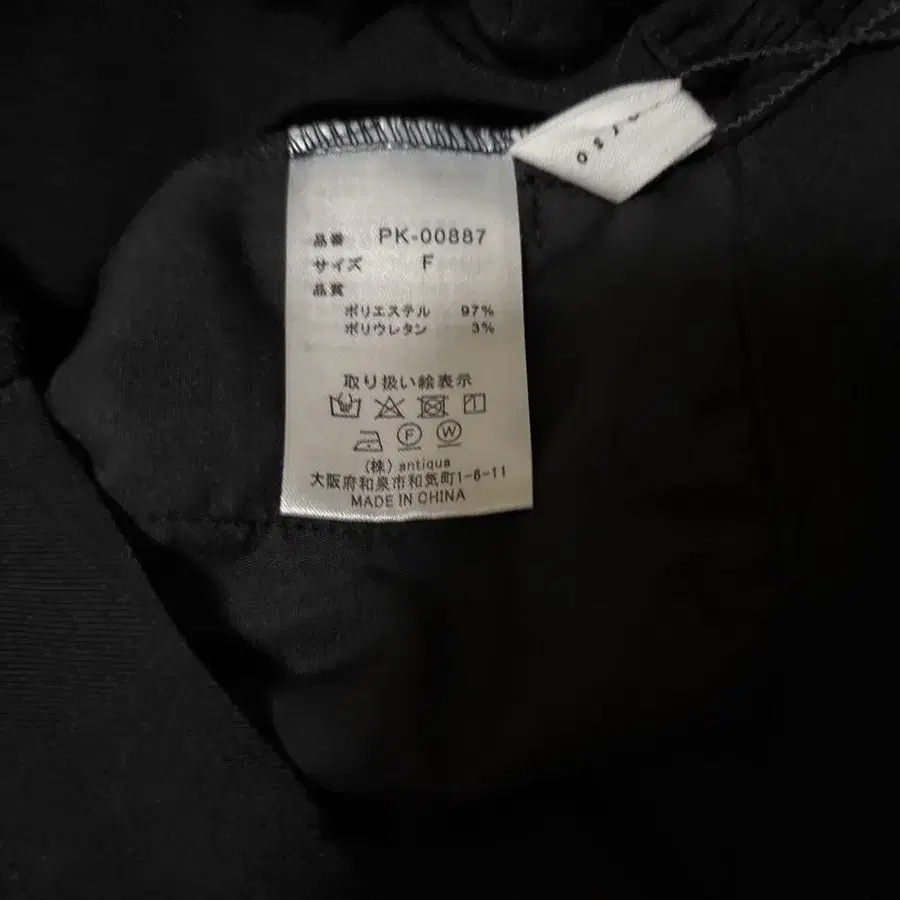 品番 PK-00887
サイズ F
品質
ポリエステル 97%
ポリウレタン 3%
取り扱い絵表示
F W
(株) antiqua
大阪府和泉市和気町1-6-11
MADE IN CHINA